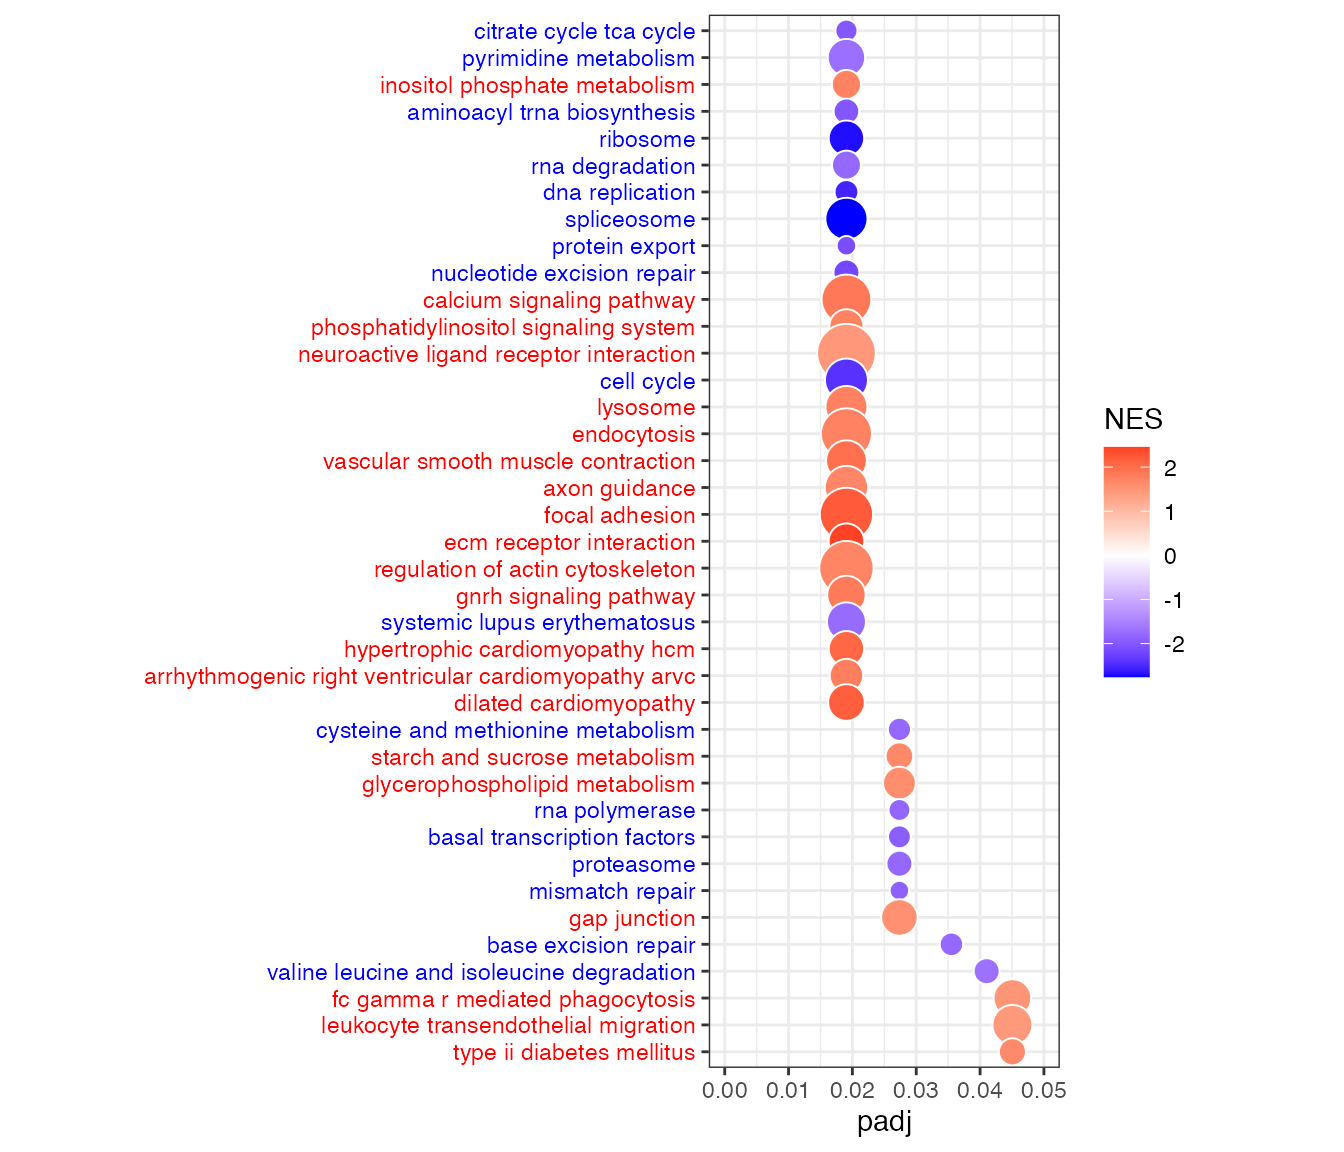 citrate cycle tca cycle
pyrimidine metabolism
inositol phosphate metabolism
aminoacyl trna biosynthesis
ribosome
rna degradation
dna replication
spliceosome
protein export
nucleotide excision repair
calcium signaling pathway
phosphatidylinositol signaling system
neuroactive ligand receptor interaction
cell cycle
lysosome
endocytosis
vascular smooth muscle contraction
axon guidance
focal adhesion
ecm receptor interaction
regulation of actin cytoskeleton
gnrh signaling pathway
systemic lupus erythematosus
hypertrophic cardiomyopathy hcm
arrhythmogenic right ventricular cardiomyopathy arvc
dilated cardiomyopathy
cysteine and methionine metabolism
starch and sucrose metabolism
glycerophospholipid metabolism
rna polymerase
basal transcription factors
proteasome
mismatch repair
gap junction
base excision repair
valine leucine and isoleucine degradation
fc gamma r mediated phagocytosis
leukocyte transendothelial migration
type ii diabetes mellitus
0.00 0.01 0.02 0.03 0.04 0.05
padj
NES
2
1
0
-1
-2